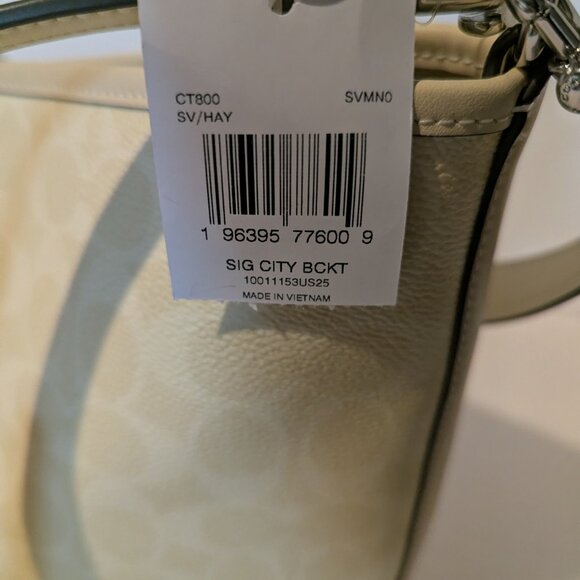 CT800 SVMN0
SV/HAY
1 96395 77600 9
SIG CITY BCKT
10011153US25
MADE IN VIETNAM